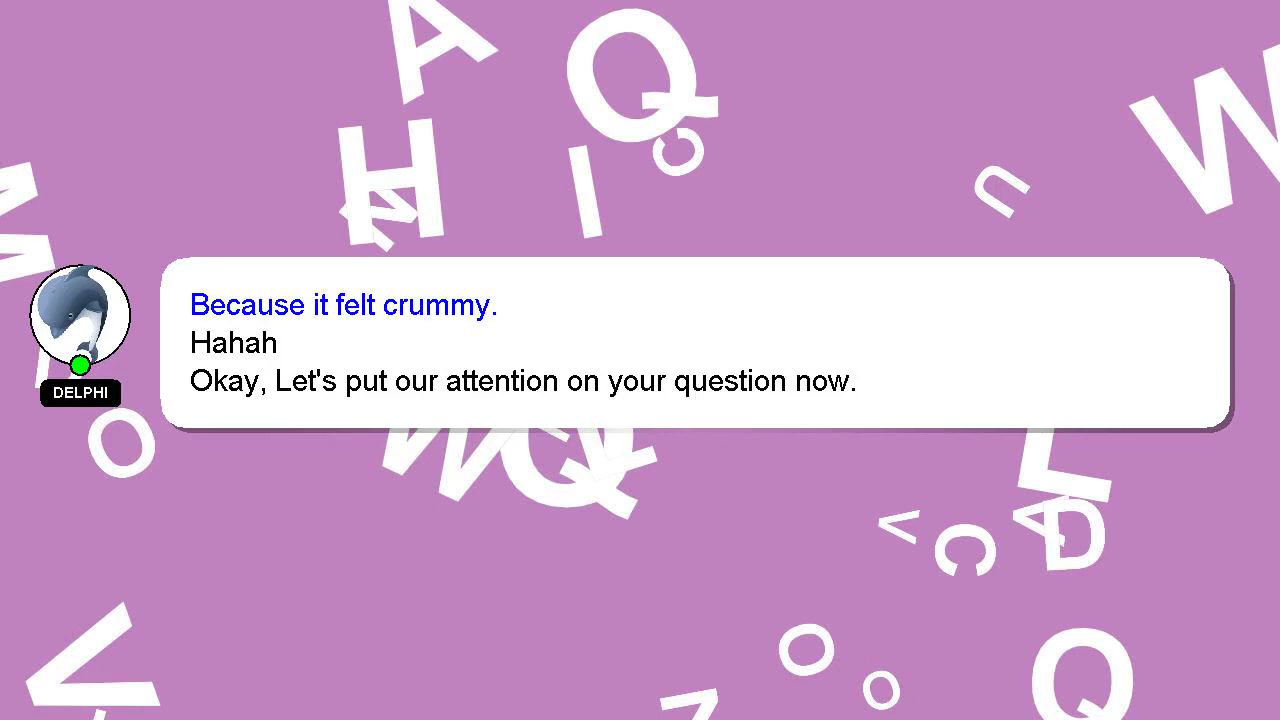 Because it felt crummy.
Hahah
Okay, Let's put our attention on your question now.
DELPHI
A
Q
W
H
I
C
U
M
O
W
Q
L
V
C
D
V
O
O
Q